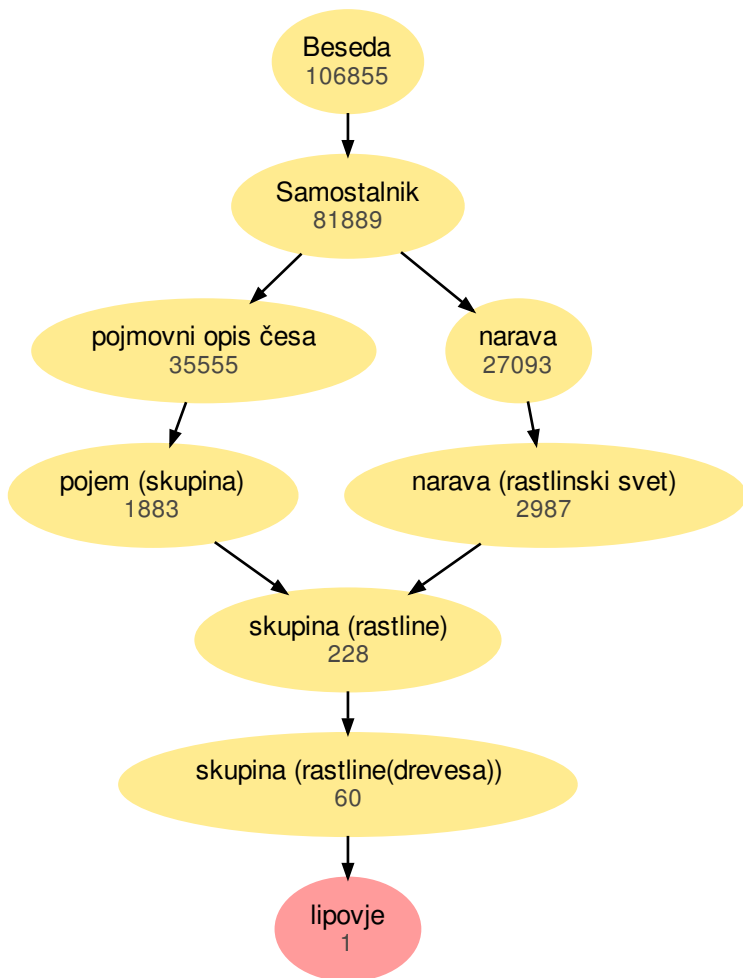 Beseda
106855
Samostalnik
81889
pojmovni opis česa
35555
narava
27093
pojem (skupina)
1883
narava (rastlinski svet)
2987
skupina (rastline)
228
skupina (rastline(drevesa))
60
lipovje
1